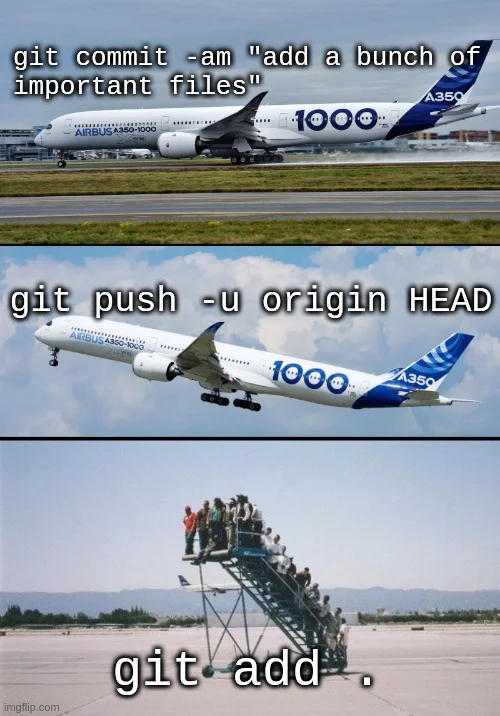 git commit -am "add a bunch of
important files"
A350
1000
AIRBUS A350-1000
git push -u origin HEAD
AIRBUS A350-1000
1000
A350
git add .
imgflip.com